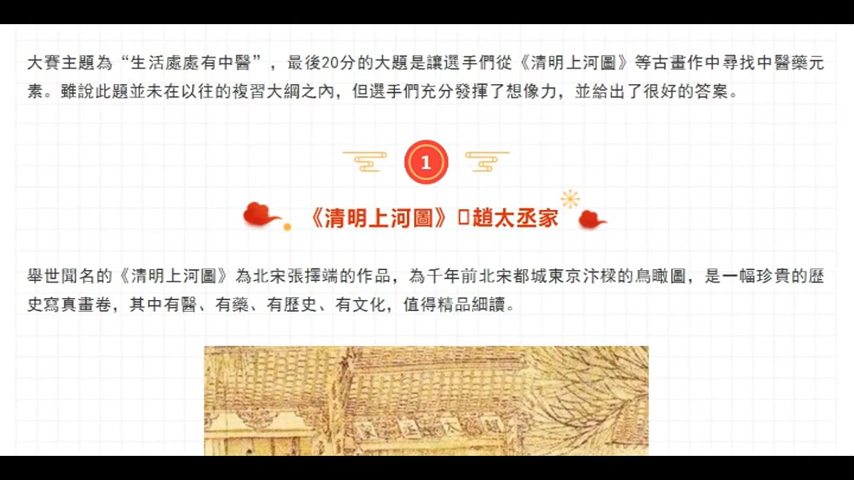 大賽主題為“生活處處有中醫”，最後20分的大題是讓選手們從《清明上河圖》等古畫作中尋找中醫藥元
素。雖說此題並未在以往的複習大綱之內，但選手們充分發揮了想像力，並給出了很好的答案。
1
《清明上河圖》▯趙太丞家
舉世聞名的《清明上河圖》為北宋張擇端的作品，為千年前北宋都城東京汴樑的鳥瞰圖，是一幅珍貴的歷
史寫真畫卷，其中有醫、有藥、有歷史、有文化，值得精品細讀。
家丞太趙